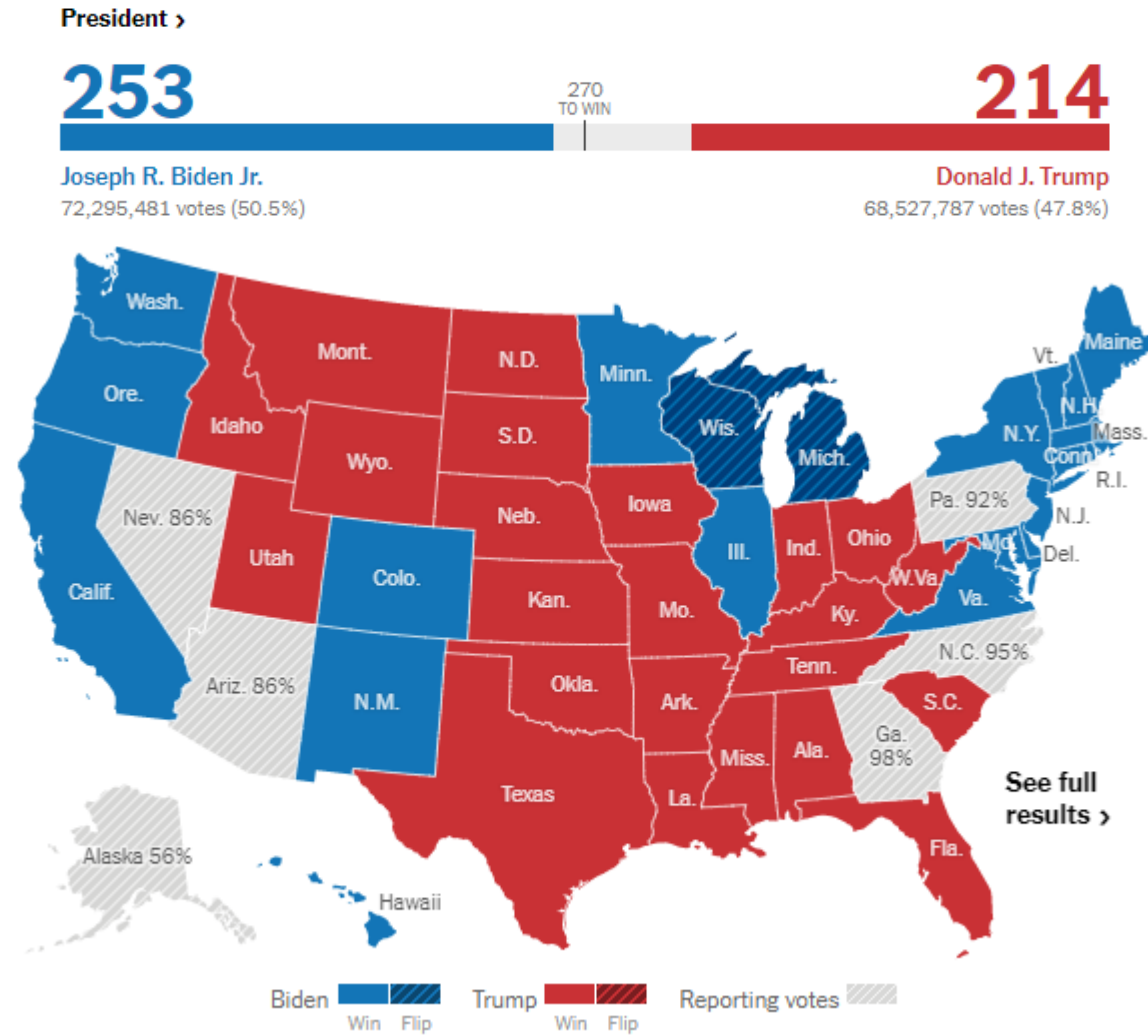 President ›
253
270
TO WIN
214
Joseph R. Biden Jr.
Donald J. Trump
72,295,481 votes (50.5%)
68,527,787 votes (47.8%)
Wash.
Mont.
N.D.
Minn.
Vt.
Maine
Ore.
Idaho
S.D.
Wis.
Mich.
N.Y.
N.H.
Mass.
Conn.
R.I.
Wyo.
Nev. 86%
Neb.
Iowa
Pa. 92%
N.J.
Utah
Colo.
Ill.
Ind.
Ohio
Md.
Del.
Calif.
Kan.
Mo.
W.Va.
Ky.
Va.
Ariz. 86%
N.M.
Okla.
Ark.
Tenn.
N.C. 95%
S.C.
Texas
La.
Miss.
Ala.
Ga.
98%
See full
results ›
Alaska 56%
Hawaii
Fla.
Biden
Trump
Reporting votes
Win
Flip
Win
Flip